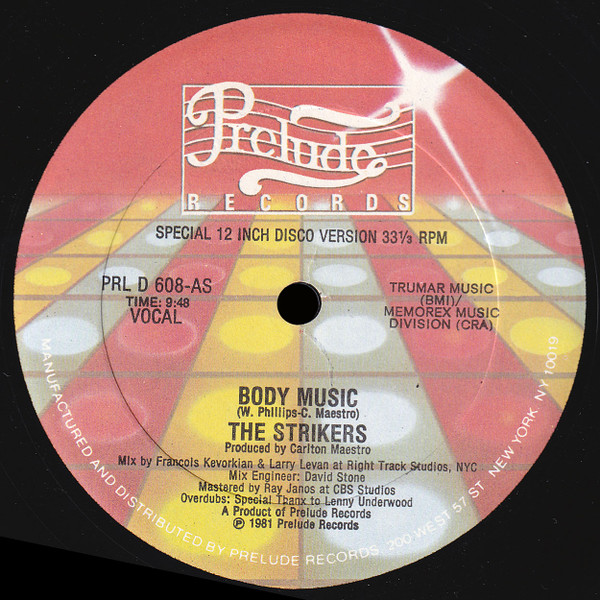 Prelude
RECORDS
SPECIAL 12 INCH DISCO VERSION 33⅓ RPM
PRL D 608-AS
TIME: 9:48
VOCAL
TRUMAR MUSIC
(BMI)/
MEMOREX MUSIC
DIVISION (CRA)
BODY MUSIC
(W. Phillips-C. Maestro)
THE STRIKERS
Produced by Carlton Maestro
Mix by Francois Kevorkian & Larry Levan at Right Track Studios, NYC
Mix Engineer: David Stone
Mastered by Ray Janos at CBS Studios
Overdubs: Special Thanx to Lenny Underwood
A Product of Prelude Records
℗ 1981 Prelude Records
MANUFACTURED AND DISTRIBUTED BY PRELUDE RECORDS, 200 WEST 57 ST. NEW YORK, NY 10019